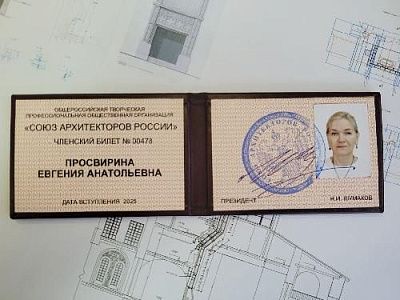 ОБЩЕРОССИЙСКАЯ ТВОРЧЕСКАЯ
ПРОФЕССИОНАЛЬНАЯ ОБЩЕСТВЕННАЯ ОРГАНИЗАЦИЯ
«СОЮЗ АРХИТЕКТОРОВ РОССИИ»
ЧЛЕНСКИЙ БИЛЕТ № 00478
ПРОСВИРИНА
ЕВГЕНИЯ АНАТОЛЬЕВНА
ДАТА ВСТУПЛЕНИЯ 2025
ПРЕЗИДЕНТ
Н.И. ШУМАКОВ